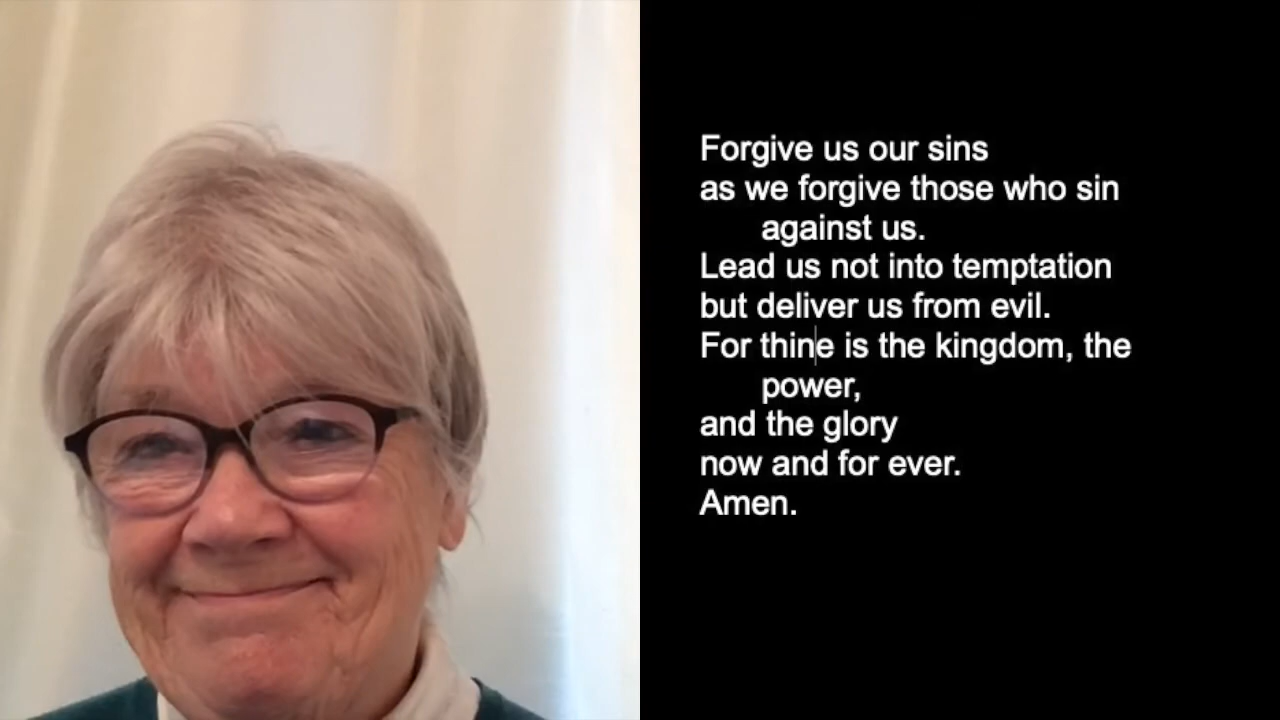 Forgive us our sins
as we forgive those who sin
against us.
Lead us not into temptation
but deliver us from evil.
For thine is the kingdom, the
power,
and the glory
now and for ever.
Amen.